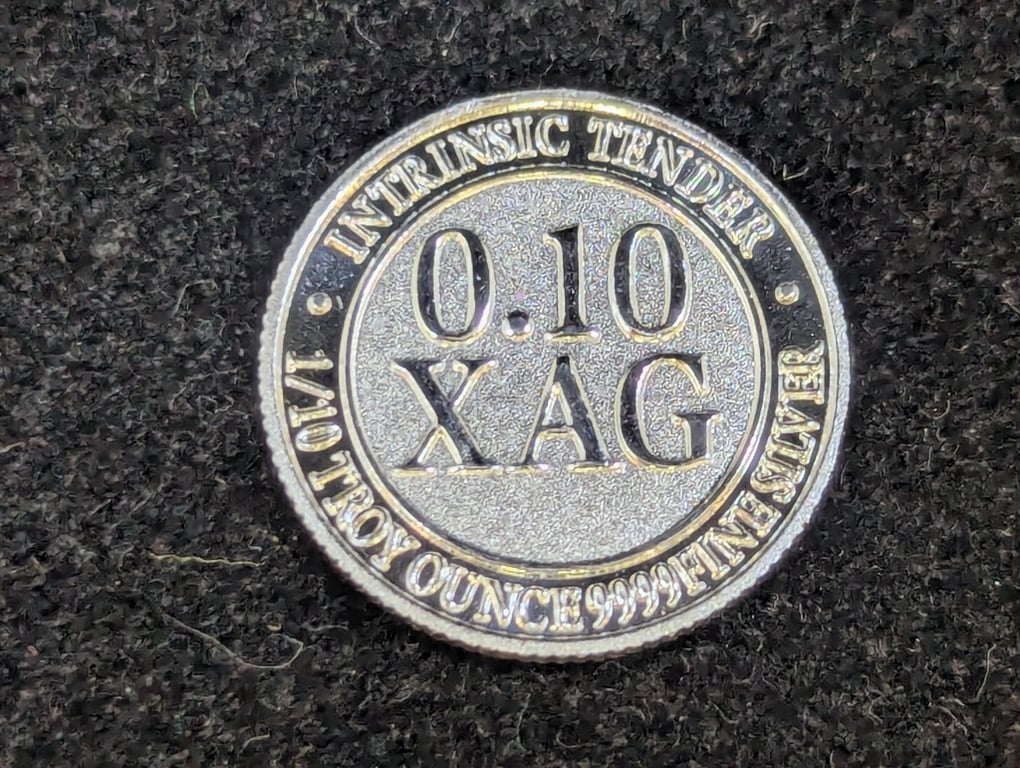 INTRINSIC TENDER
0.10
XAG
1/10 TROY OUNCE 9999 FINE SILVER